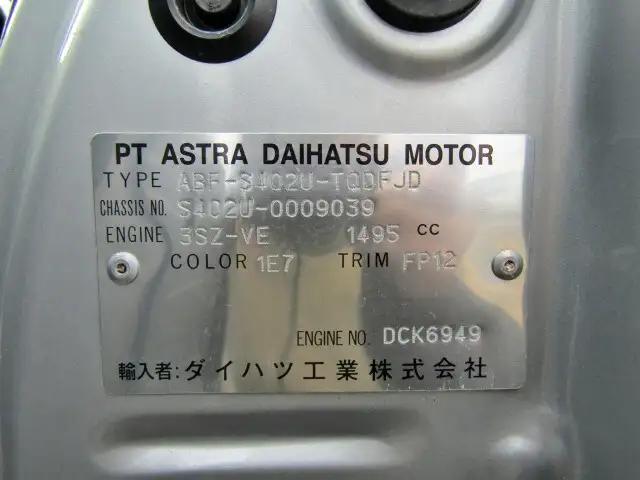 PT ASTRA DAIHATSU MOTOR
TYPE ABF-S402U-TQDFJD
CHASSIS NO. S402U-0009039
ENGINE 3SZ-VE 1495 CC
COLOR 1E7 TRIM FP12
ENGINE NO. DCK6949
輸入者:ダイハツ工業株式会社